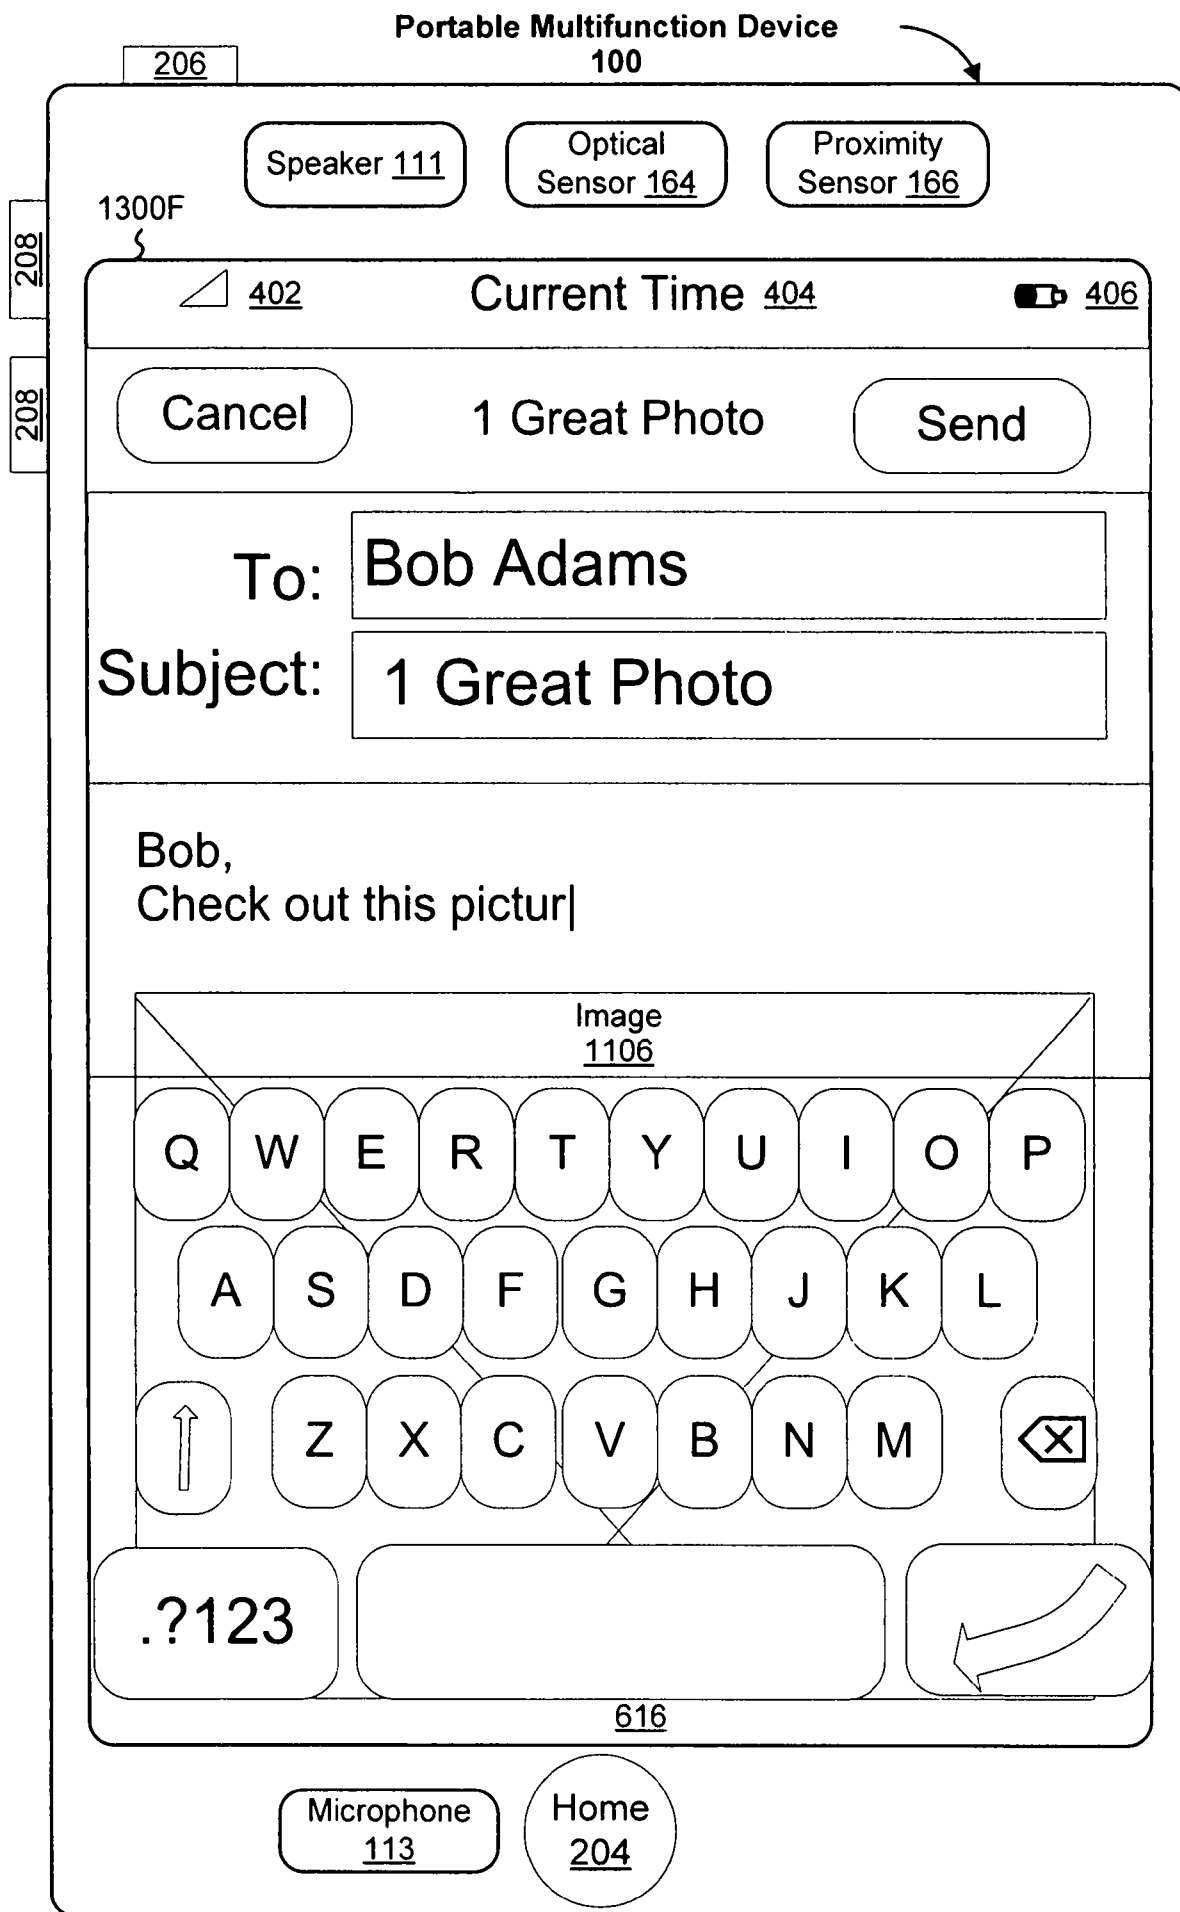 Portable Multifunction Device
100
206
Speaker 111
Optical
Sensor 164
Proximity
Sensor 166
1300F
208
208
402
Current Time 404
406
Cancel
1 Great Photo
Send
To:
Bob Adams
Subject:
1 Great Photo
Bob,
Check out this pictur
Image
1106
Q W E R T Y U I O P
A S D F G H J K L
Z X C V B N M
.?123
616
Microphone
113
Home
204